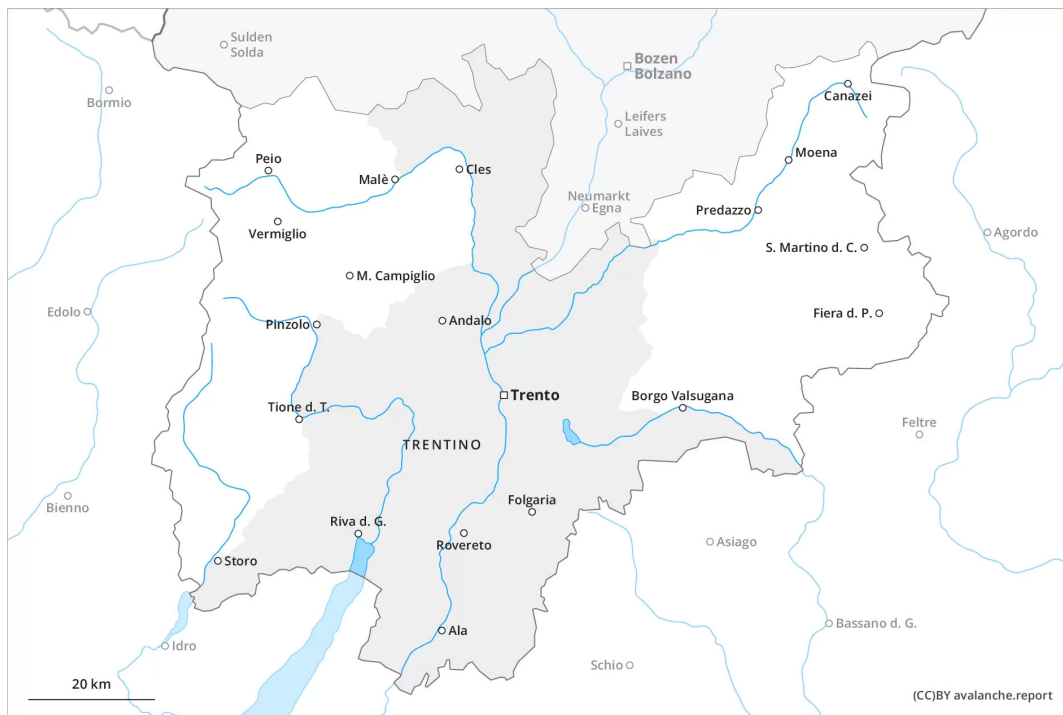 Sulden
Solda
Bozen
Bolzano
Bormio
Canazei
Leifers
Laives
Moena
Peio
Malè
Cles
Neumarkt
Egna
Predazzo
Vermiglio
Agordo
S. Martino d. C.
M. Campiglio
Edolo
Pinzolo
Andalo
Fiera d. P.
Trento
Borgo Valsugana
Tione d. T.
Feltre
TRENTINO
Bienno
Folgaria
Riva d. G.
Rovereto
Asiago
Storo
Ala
Bassano d. G.
Idro
Schio
20 km
(CC)BY avalanche.report